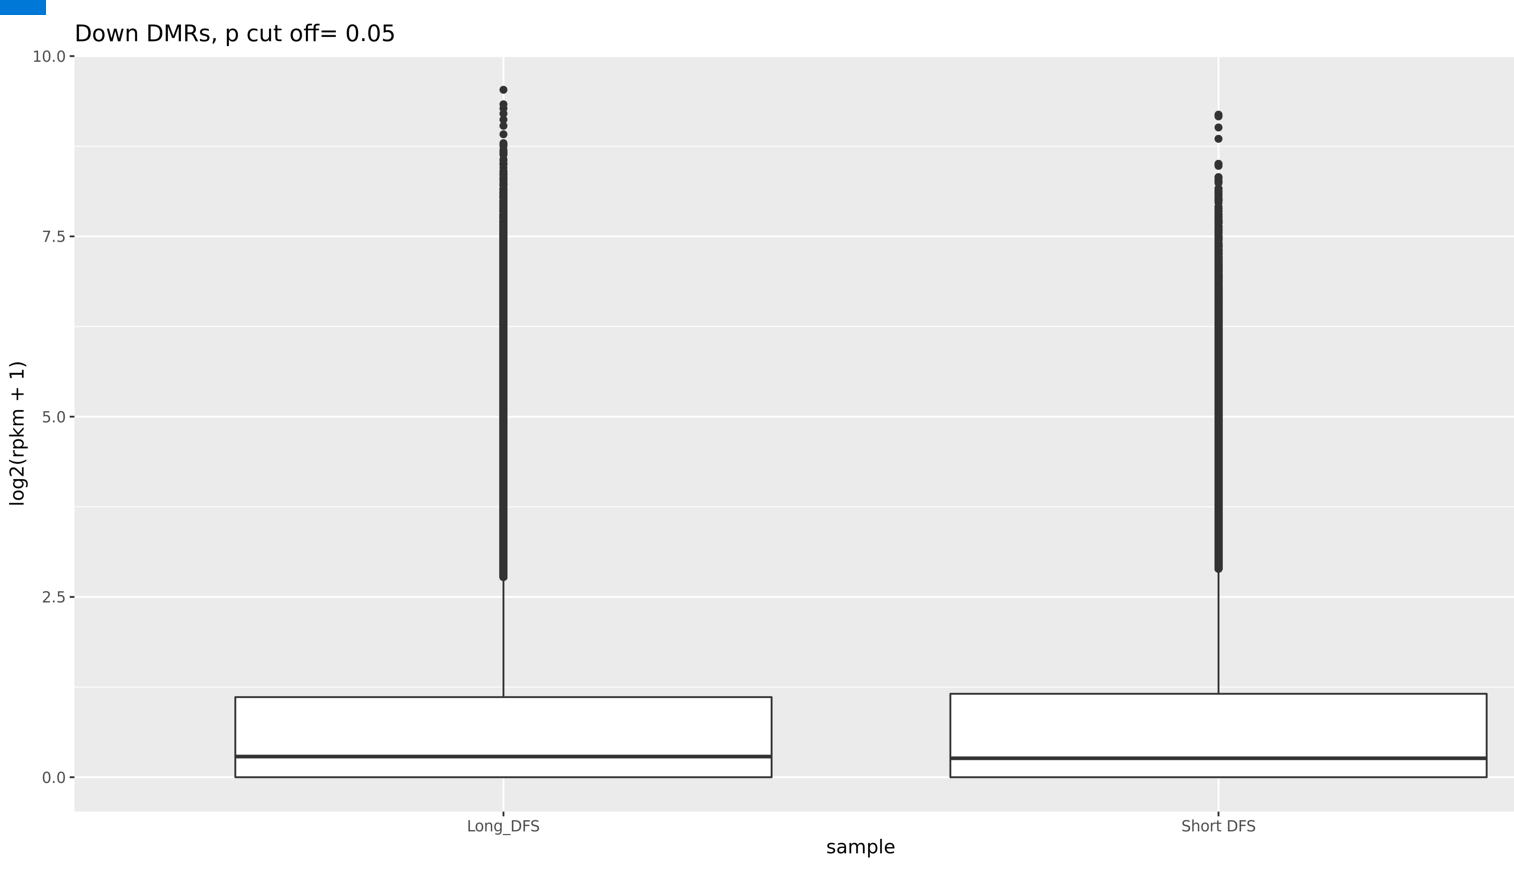 Down DMRs, p cut off= 0.05
10.0
7.5
5.0
2.5
0.0
log2(rpkm + 1)
Long_DFS
Short DFS
sample